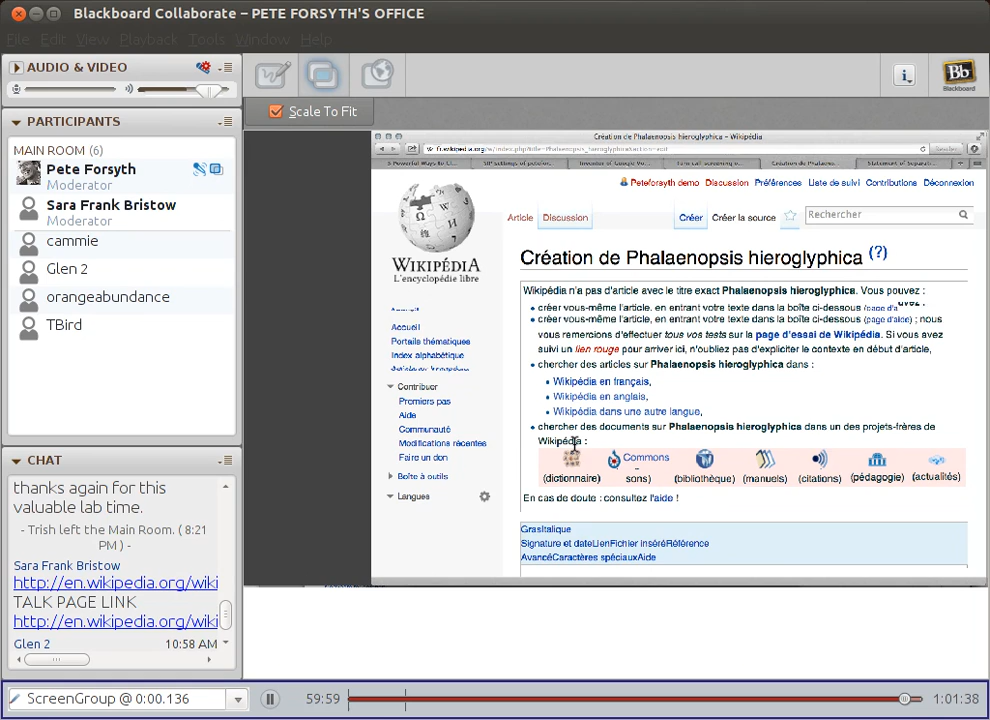 Blackboard Collaborate – PETE FORSYTH'S OFFICE
File Edit View Playback Tools Window Help
AUDIO & VIDEO
PARTICIPANTS
MAIN ROOM (6)
Pete Forsyth
Moderator
Sara Frank Bristow
Moderator
cammie
Glen 2
orangeabundance
TBird
CHAT
thanks again for this
valuable lab time.
- Trish left the Main Room. ( 8:21
PM ) -
Sara Frank Bristow
http://en.wikipedia.org/wiki
TALK PAGE LINK
http://en.wikipedia.org/wiki
Glen 2 10:58 AM
Scale To Fit
i
Bb
Blackboard
Création de Phalaenopsis hieroglyphica – Wikipédia
Peteforsyth demo Discussion Préférences Liste de suivi Contributions Déconnexion
Article Discussion Créer Créer la source Rechercher
WIKIPÉDIA
L'encyclopédie libre
Accueil
Portails thématiques
Index alphabétique
Contribuer
Premiers pas
Aide
Communauté
Modifications récentes
Faire un don
Boîte à outils
Langues
Création de Phalaenopsis hieroglyphica (?)
Wikipédia n'a pas d'article avec le titre exact Phalaenopsis hieroglyphica. Vous pouvez :
créer vous-même l'article, en entrant votre texte dans la boîte ci-dessous (page d'a
créer vous-même l'article, en entrant votre texte dans la boîte ci-dessous (page d'aide) ; nous
vous remercions d'effectuer tous vos tests sur la page d'essai de Wikipédia. Si vous avez
suivi un lien rouge pour arriver ici, n'oubliez pas d'expliciter le contexte en début d'article,
chercher des articles sur Phalaenopsis hieroglyphica dans :
Wikipédia en français,
Wikipédia en anglais,
Wikipédia dans une autre langue,
chercher des documents sur Phalaenopsis hieroglyphica dans un des projets-frères de
Wikipédia :
Commons
(dictionnaire) sons) (bibliothèque) (manuels) (citations) (pédagogie) (actualités)
En cas de doute : consultez l'aide !
GrasItalique
Signature et dateLienFichier inséréRéférence
AvancéCaractères spéciauxAide
ScreenGroup @ 0:00.136 59:59 1:01:38